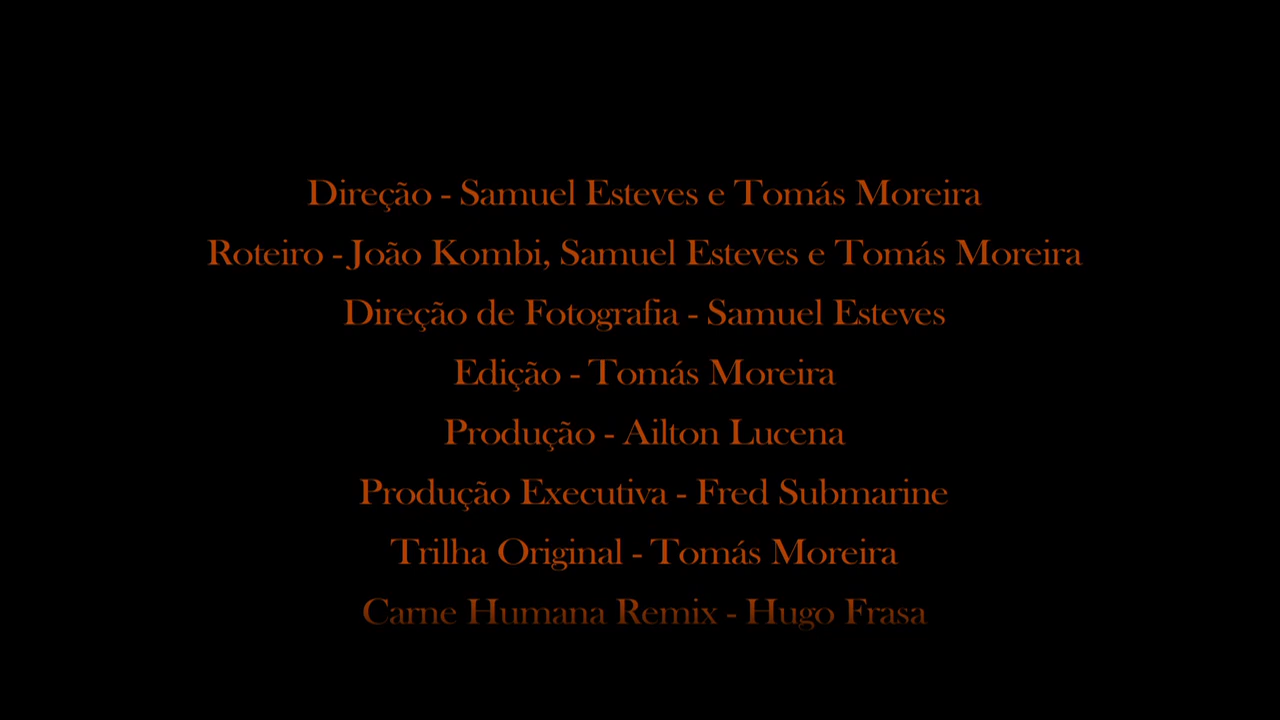 Direção - Samuel Esteves e Tomás Moreira
Roteiro - João Kombi, Samuel Esteves e Tomás Moreira
Direção de Fotografia - Samuel Esteves
Edição - Tomás Moreira
Produção - Ailton Lucena
Produção Executiva - Fred Submarine
Trilha Original - Tomás Moreira
Carne Humana Remix - Hugo Frasa